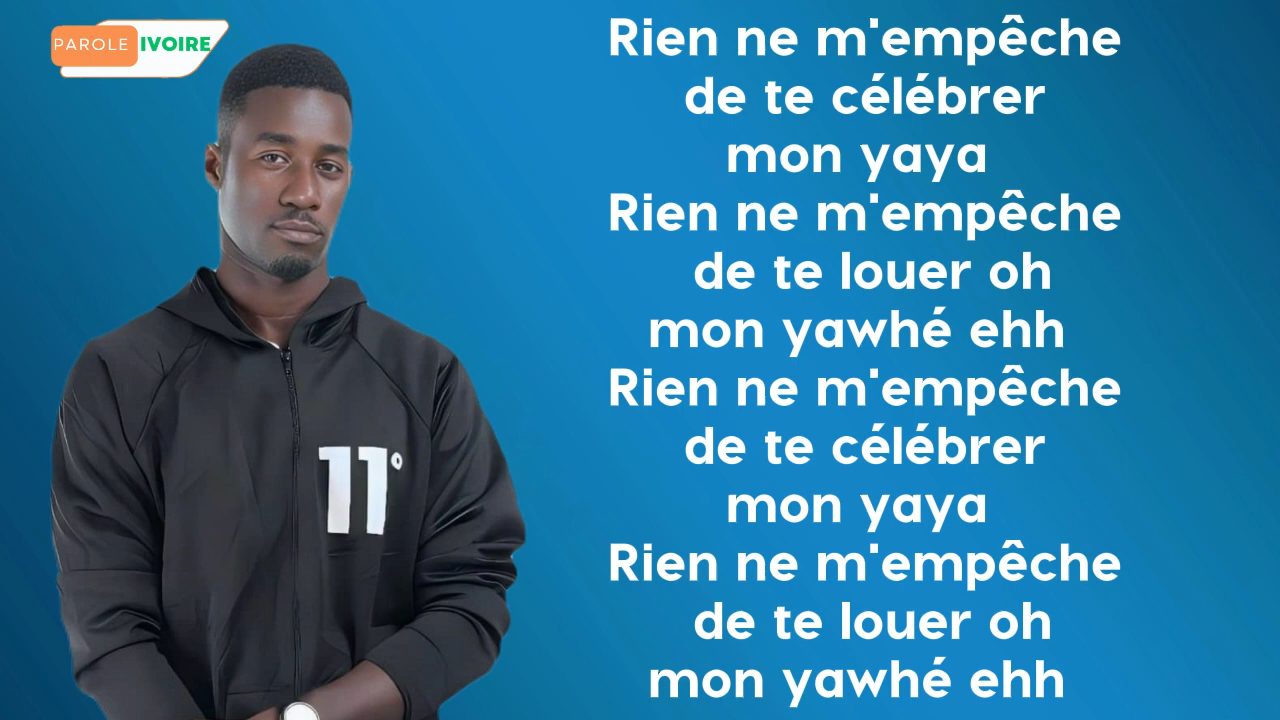 PAROLE IVOIRE
Rien ne m'empêche
de te célébrer
mon yaya
Rien ne m'empêche
de te louer oh
mon yawhé ehh
Rien ne m'empêche
de te célébrer
mon yaya
Rien ne m'empêche
de te louer oh
mon yawhé ehh
11°